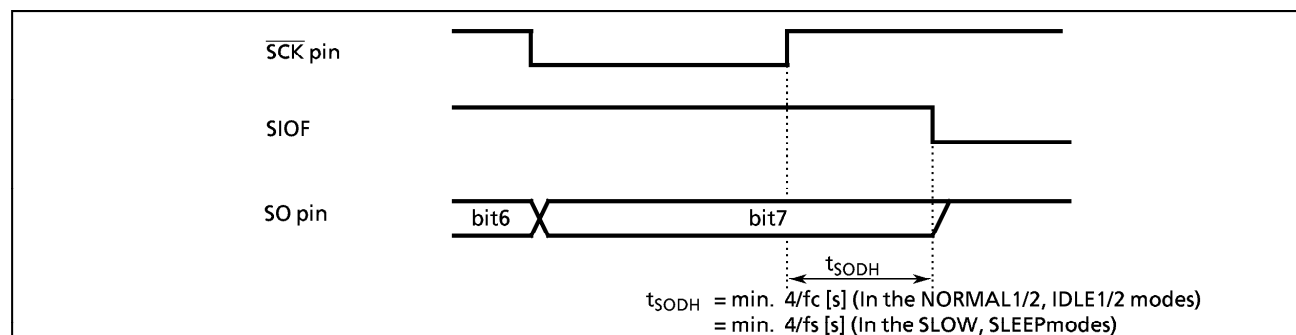 SCK pin
SIOF
SO pin
bit6
bit7
tSODH
tSODH = min. 4/fc [s] (In the NORMAL1/2, IDLE1/2 modes)
= min. 4/fs [s] (In the SLOW, SLEEPmodes)